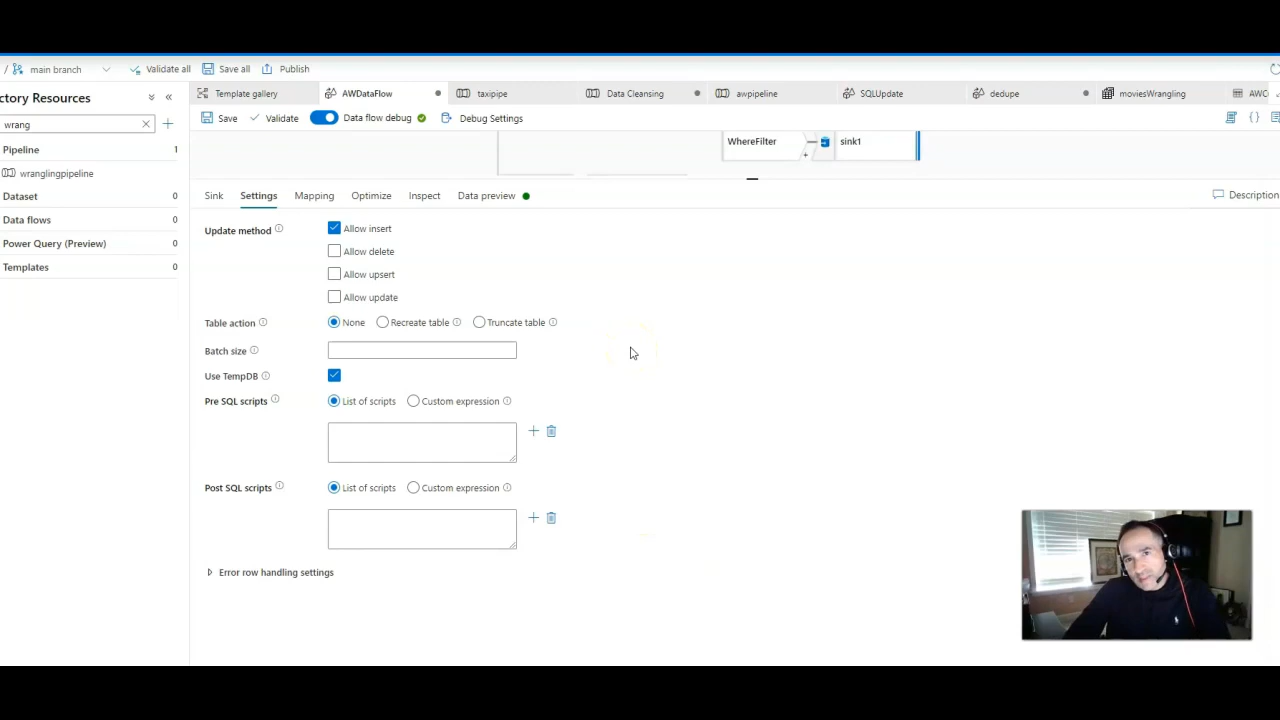 / main branch Validate all Save all Publish
ctory Resources
Template gallery AWDataFlow taxipipe Data Cleansing awpipeline SQLUpdate dedupe moviesWrangling AWC
wrang
Save Validate Data flow debug Debug Settings
Pipeline 1
WhereFilter sink1
+
wranglingpipeline
Dataset 0
Sink Settings Mapping Optimize Inspect Data preview Description
Data flows 0
Update method Allow insert
Power Query (Preview) 0
Allow delete
Templates 0
Allow upsert
Allow update
Table action None Recreate table Truncate table
Batch size
Use TempDB
Pre SQL scripts List of scripts Custom expression
Post SQL scripts List of scripts Custom expression
Error row handling settings